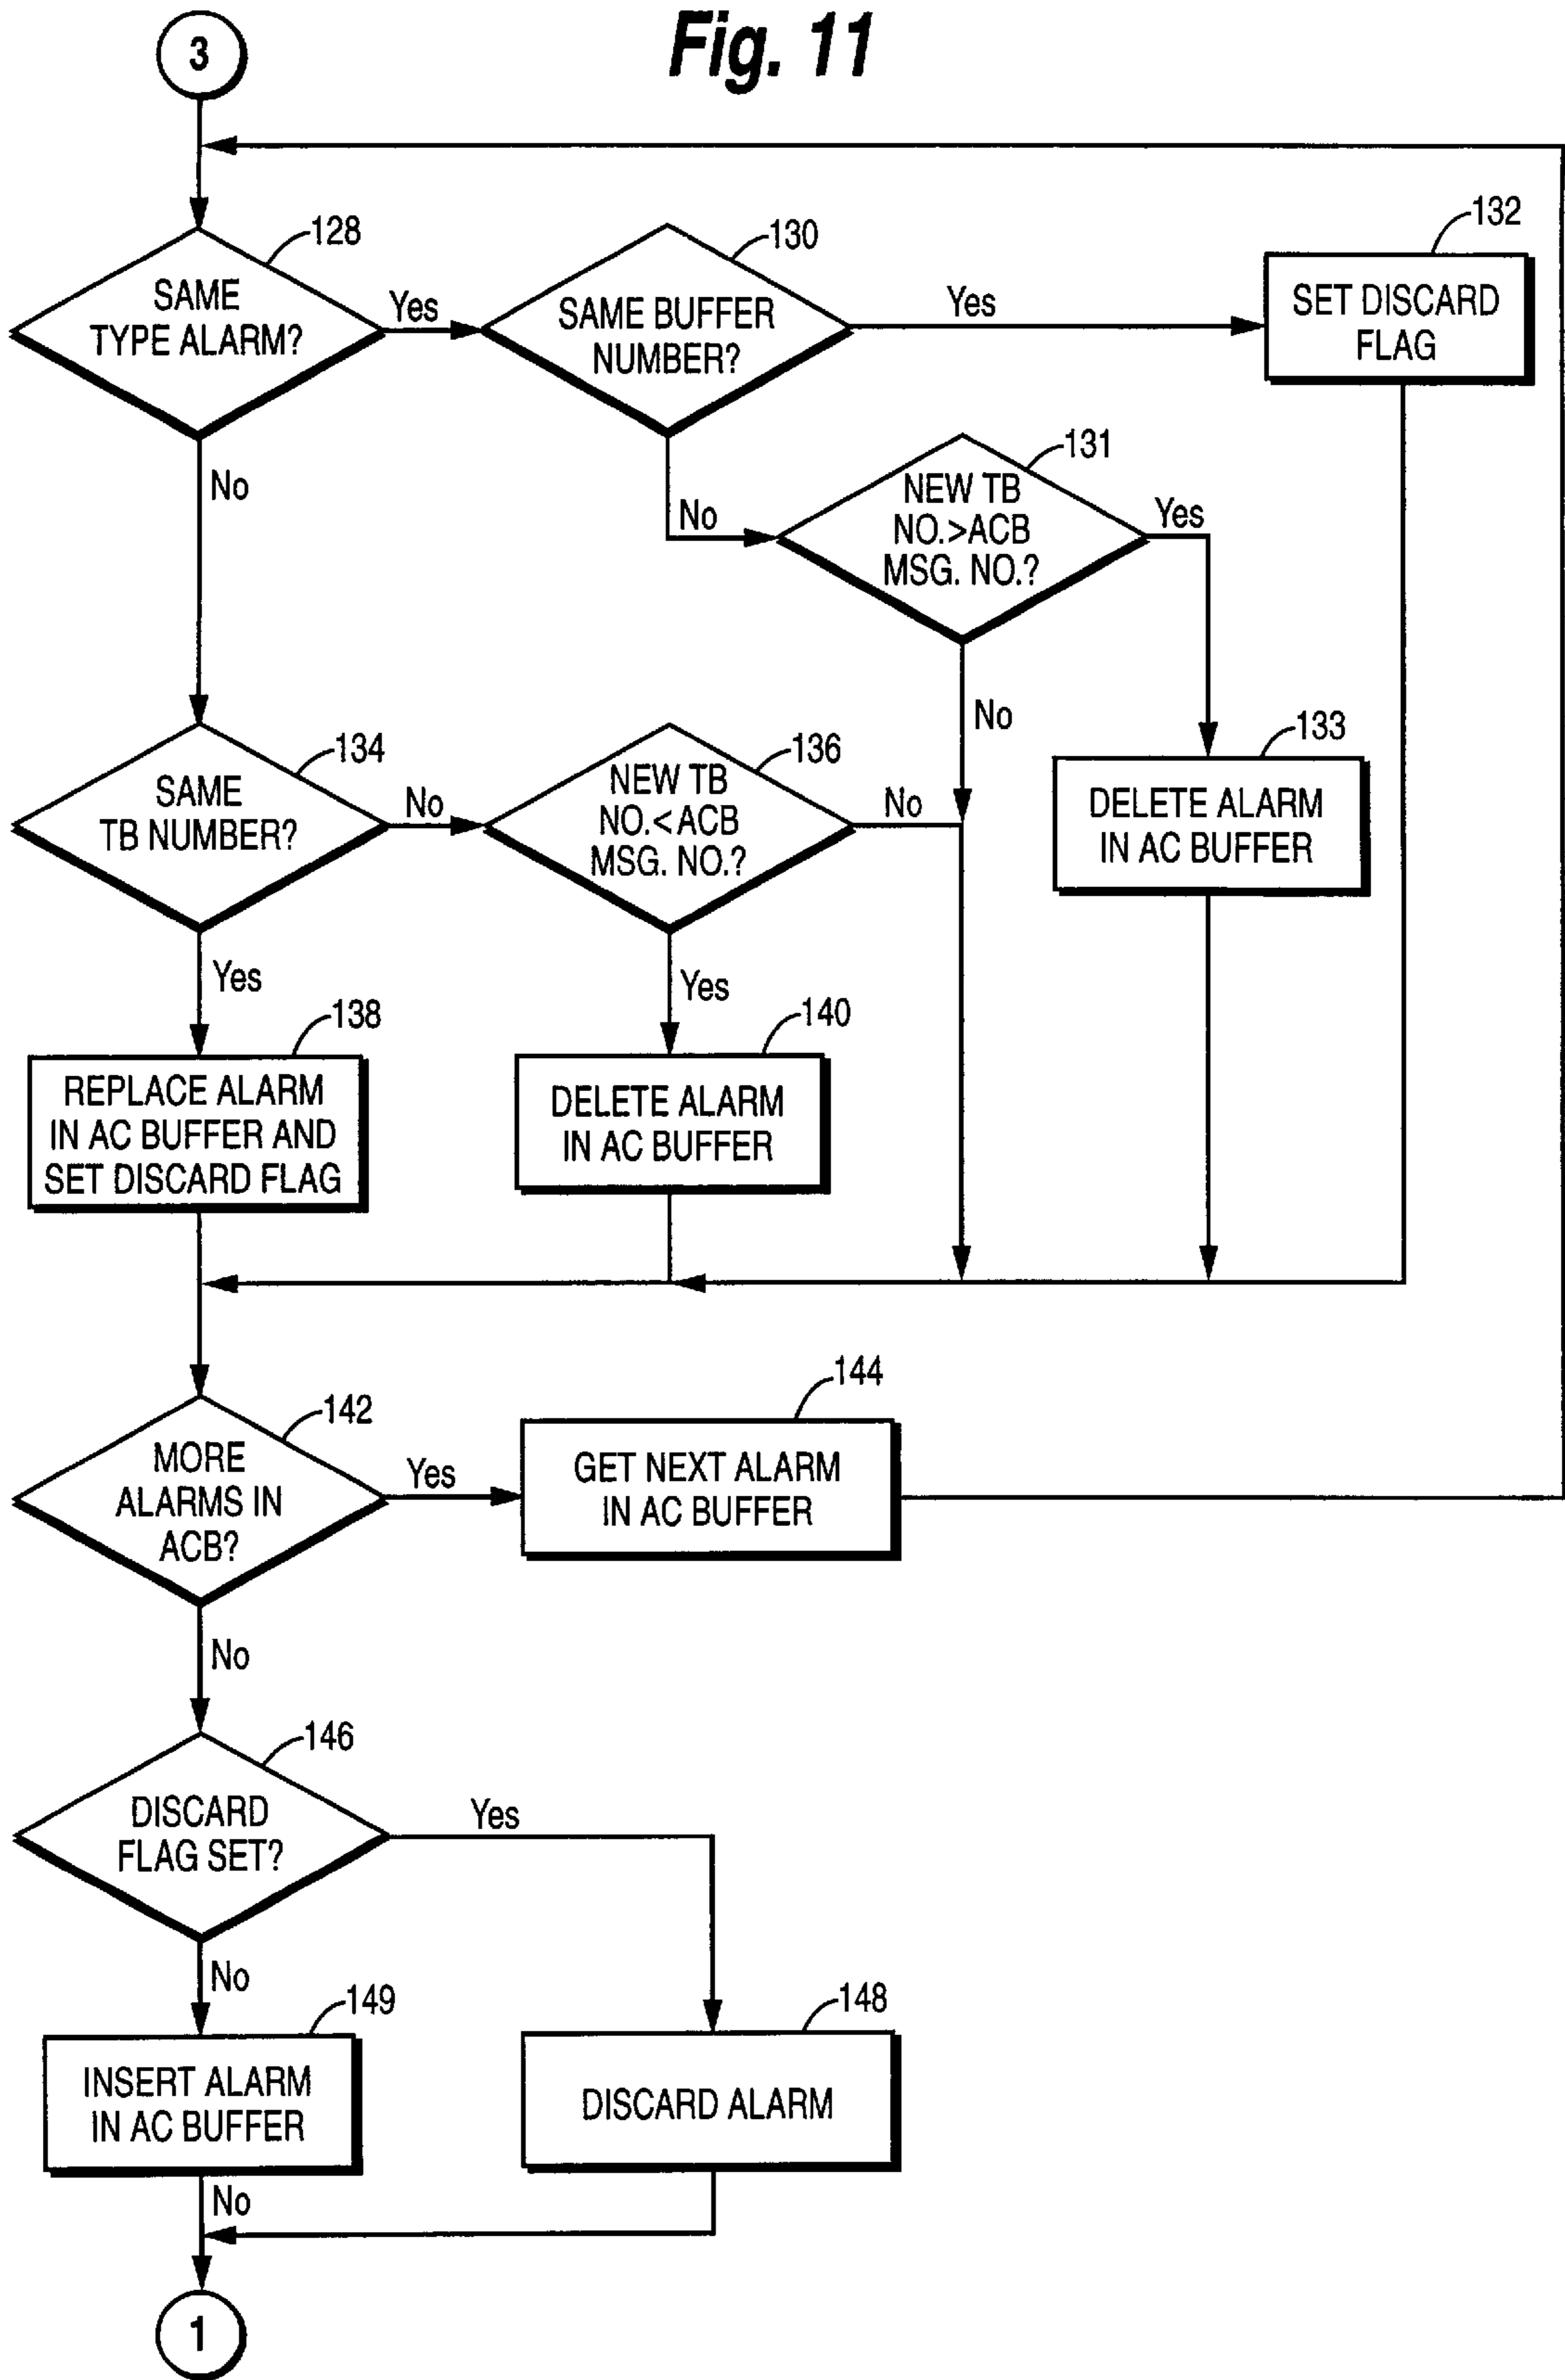 Fig. 11
3
128
SAME
TYPE ALARM?
Yes
No
130
SAME BUFFER
NUMBER?
Yes
No
132
SET DISCARD
FLAG
131
NEW TB
NO.>ACB
MSG. NO.?
Yes
No
133
DELETE ALARM
IN AC BUFFER
134
SAME
TB NUMBER?
No
Yes
136
NEW TB
NO.<ACB
MSG. NO.?
No
Yes
138
REPLACE ALARM
IN AC BUFFER AND
SET DISCARD FLAG
140
DELETE ALARM
IN AC BUFFER
142
MORE
ALARMS IN
ACB?
Yes
No
144
GET NEXT ALARM
IN AC BUFFER
146
DISCARD
FLAG SET?
Yes
No
149
INSERT ALARM
IN AC BUFFER
No
148
DISCARD ALARM
1